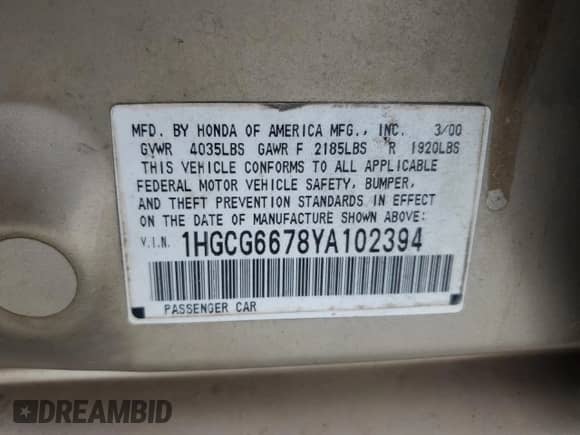 MFD. BY HONDA OF AMERICA MFG., INC. 3/00
GVWR 4035LBS GAWR F 2185LBS R 1920LBS
THIS VEHICLE CONFORMS TO ALL APPLICABLE
FEDERAL MOTOR VEHICLE SAFETY, BUMPER,
AND THEFT PREVENTION STANDARDS IN EFFECT
ON THE DATE OF MANUFACTURE SHOWN ABOVE:
V.I.N. 1HGCG6678YA102394
PASSENGER CAR
DREAMBID